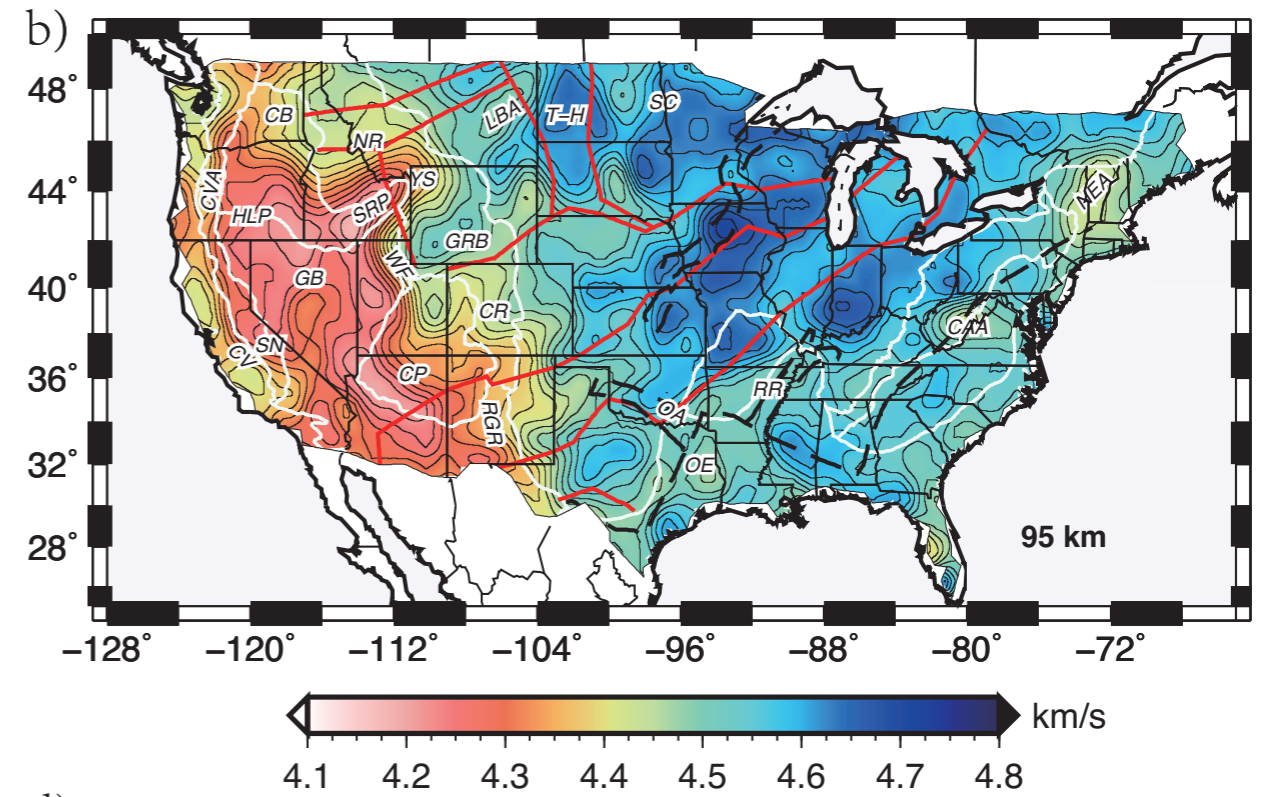 b)
48°
44°
40°
36°
32°
28°
CB
NR
LBA
T–H
SC
CVA
HLP
SRP
YS
GRB
NEA
GB
WF
CR
CAA
CV
SN
CP
RGR
OA
RR
OE
95 km
−128° −120° −112° −104° −96° −88° −80° −72°
km/s
4.1 4.2 4.3 4.4 4.5 4.6 4.7 4.8